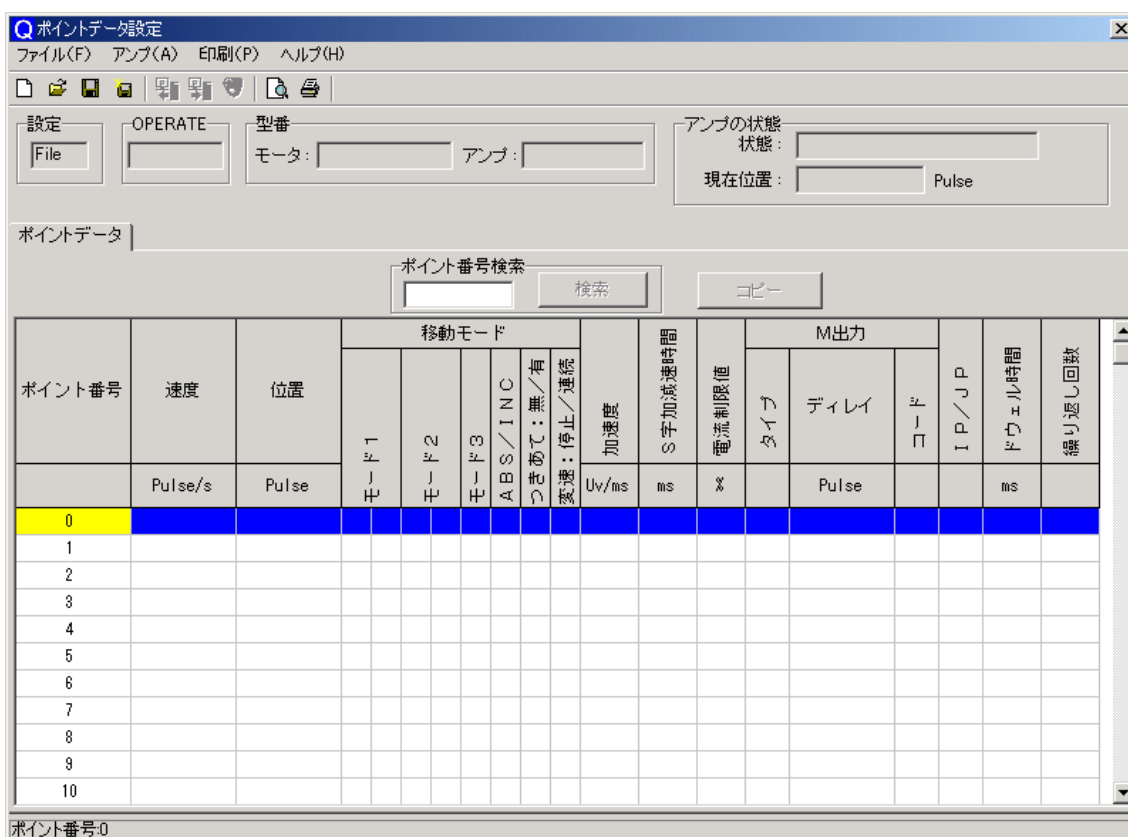 ポイントデータ設定
ファイル(F) アンプ(A) 印刷(P) ヘルプ(H)
設定
File
OPERATE
型番
モータ:
アンプ:
アンプの状態
状態:
現在位置:
Pulse
ポイントデータ
ポイント番号検索
検索
コピー
ポイント番号
速度
位置
移動モード
モード1
モード2
モード3
ABS/INC
つきあて:無/有
変速:停止/連続
加速度
S字加減速時間
電流制限値
M出力
タイプ
ディレイ
コード
IP/JP
ドウェル時間
繰り返し回数
Pulse/s
Pulse
Uv/ms
ms
%
Pulse
ms
0
1
2
3
4
5
6
7
8
9
10
ポイント番号:0